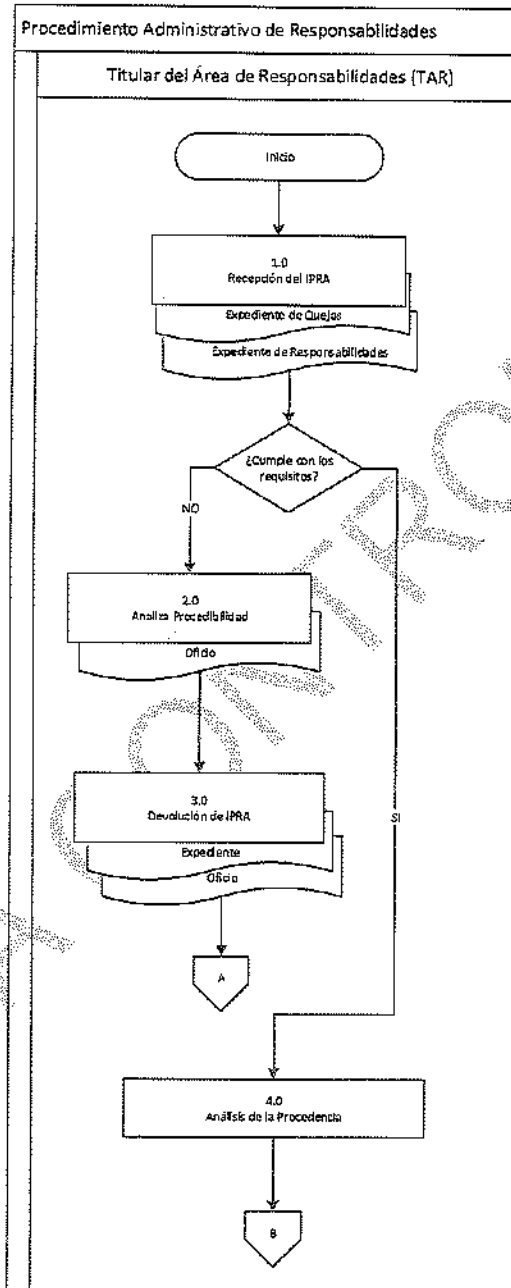 Procedimiento Administrativo de Responsabilidades
Titular del Área de Responsabilidades (TAR)
Inicio
1.0
Recepción del IPRA
Expediente de Quejas
Expediente de Responsabilidades
¿Cumple con los
requisitos?
NO
2.0
Analiza Procedibilidad
Oficio
3.0
Devolución de IPRA
Expediente
Oficio
SI
A
4.0
Análisis de la Procedencia
B